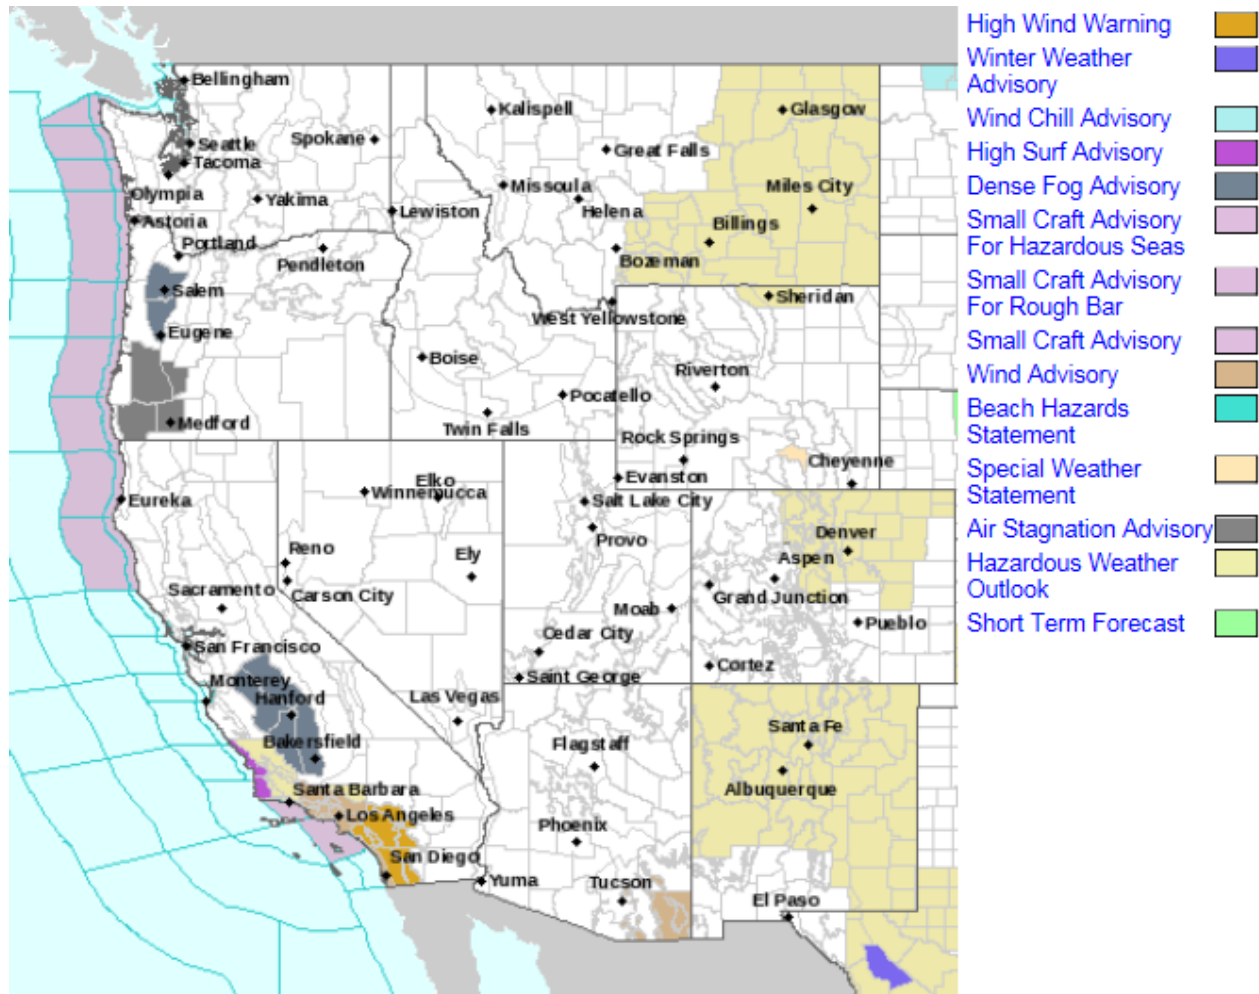 Bellingham
Seattle
Tacoma
Olympia
Astoria
Spokane
Yakima
Lewiston
Portland
Pendleton
Salem
Eugene
Medford
Kalispell
Great Falls
Missoula
Helena
Bozeman
Glasgow
Miles City
Billings
Sheridan
West Yellowstone
Boise
Pocatello
Twin Falls
Riverton
Rock Springs
Evanston
Cheyenne
Eureka
Winnemucca
Elko
Ely
Reno
Carson City
Salt Lake City
Provo
Moab
Cedar City
Saint George
Denver
Aspen
Grand Junction
Pueblo
Cortez
Sacramento
San Francisco
Monterey
Hanford
Bakersfield
Las Vegas
Santa Barbara
Los Angeles
San Diego
Flagstaff
Phoenix
Yuma
Tucson
Santa Fe
Albuquerque
El Paso
High Wind Warning
Winter Weather
Advisory
Wind Chill Advisory
High Surf Advisory
Dense Fog Advisory
Small Craft Advisory
For Hazardous Seas
Small Craft Advisory
For Rough Bar
Small Craft Advisory
Wind Advisory
Beach Hazards
Statement
Special Weather
Statement
Air Stagnation Advisory
Hazardous Weather
Outlook
Short Term Forecast